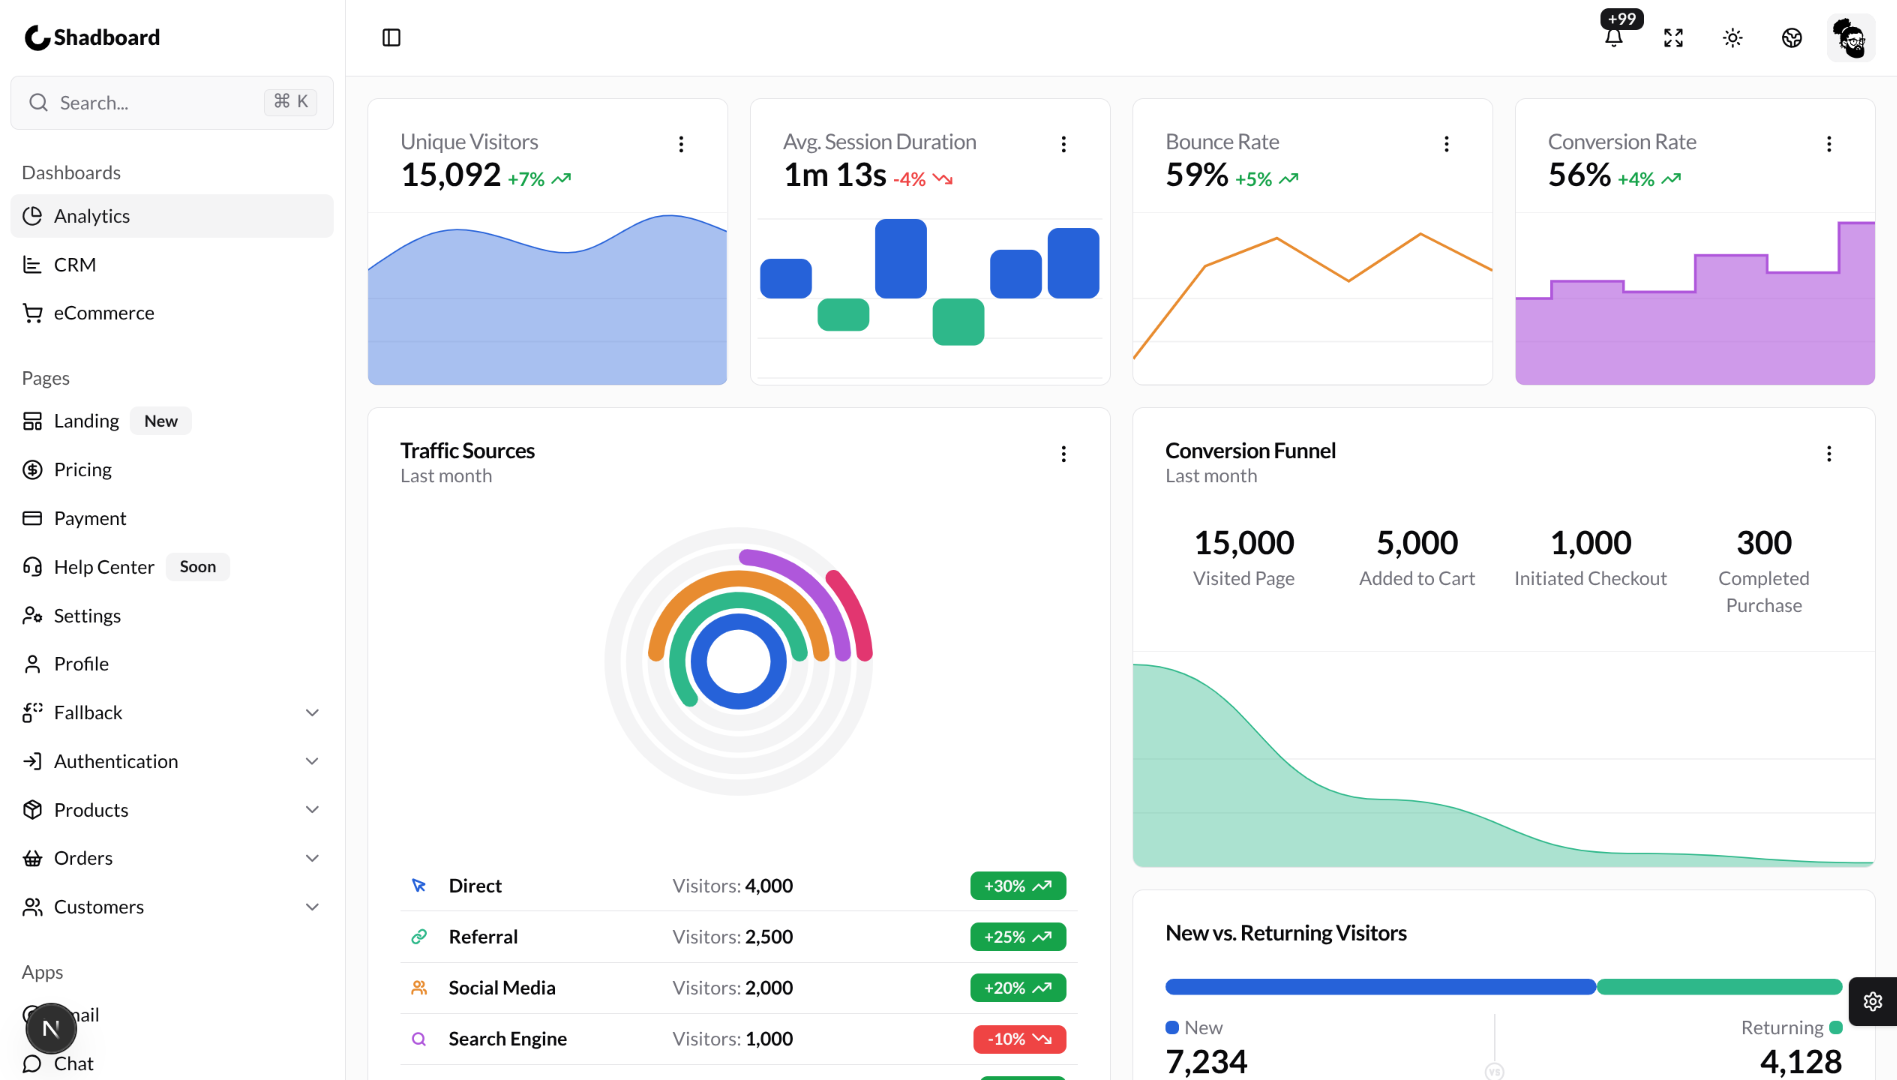 Shadboard
+99
Search...
⌘ K
Dashboards
Analytics
CRM
eCommerce
Pages
Landing New
Pricing
Payment
Help Center Soon
Settings
Profile
Fallback
Authentication
Products
Orders
Customers
Apps
N
Chat
Unique Visitors
15,092 +7%
Avg. Session Duration
1m 13s -4%
Bounce Rate
59% +5%
Conversion Rate
56% +4%
Traffic Sources
Last month
Direct Visitors: 4,000 +30%
Referral Visitors: 2,500 +25%
Social Media Visitors: 2,000 +20%
Search Engine Visitors: 1,000 -10%
Conversion Funnel
Last month
15,000
Visited Page
5,000
Added to Cart
1,000
Initiated Checkout
300
Completed
Purchase
New vs. Returning Visitors
New
7,234
VS
Returning
4,128